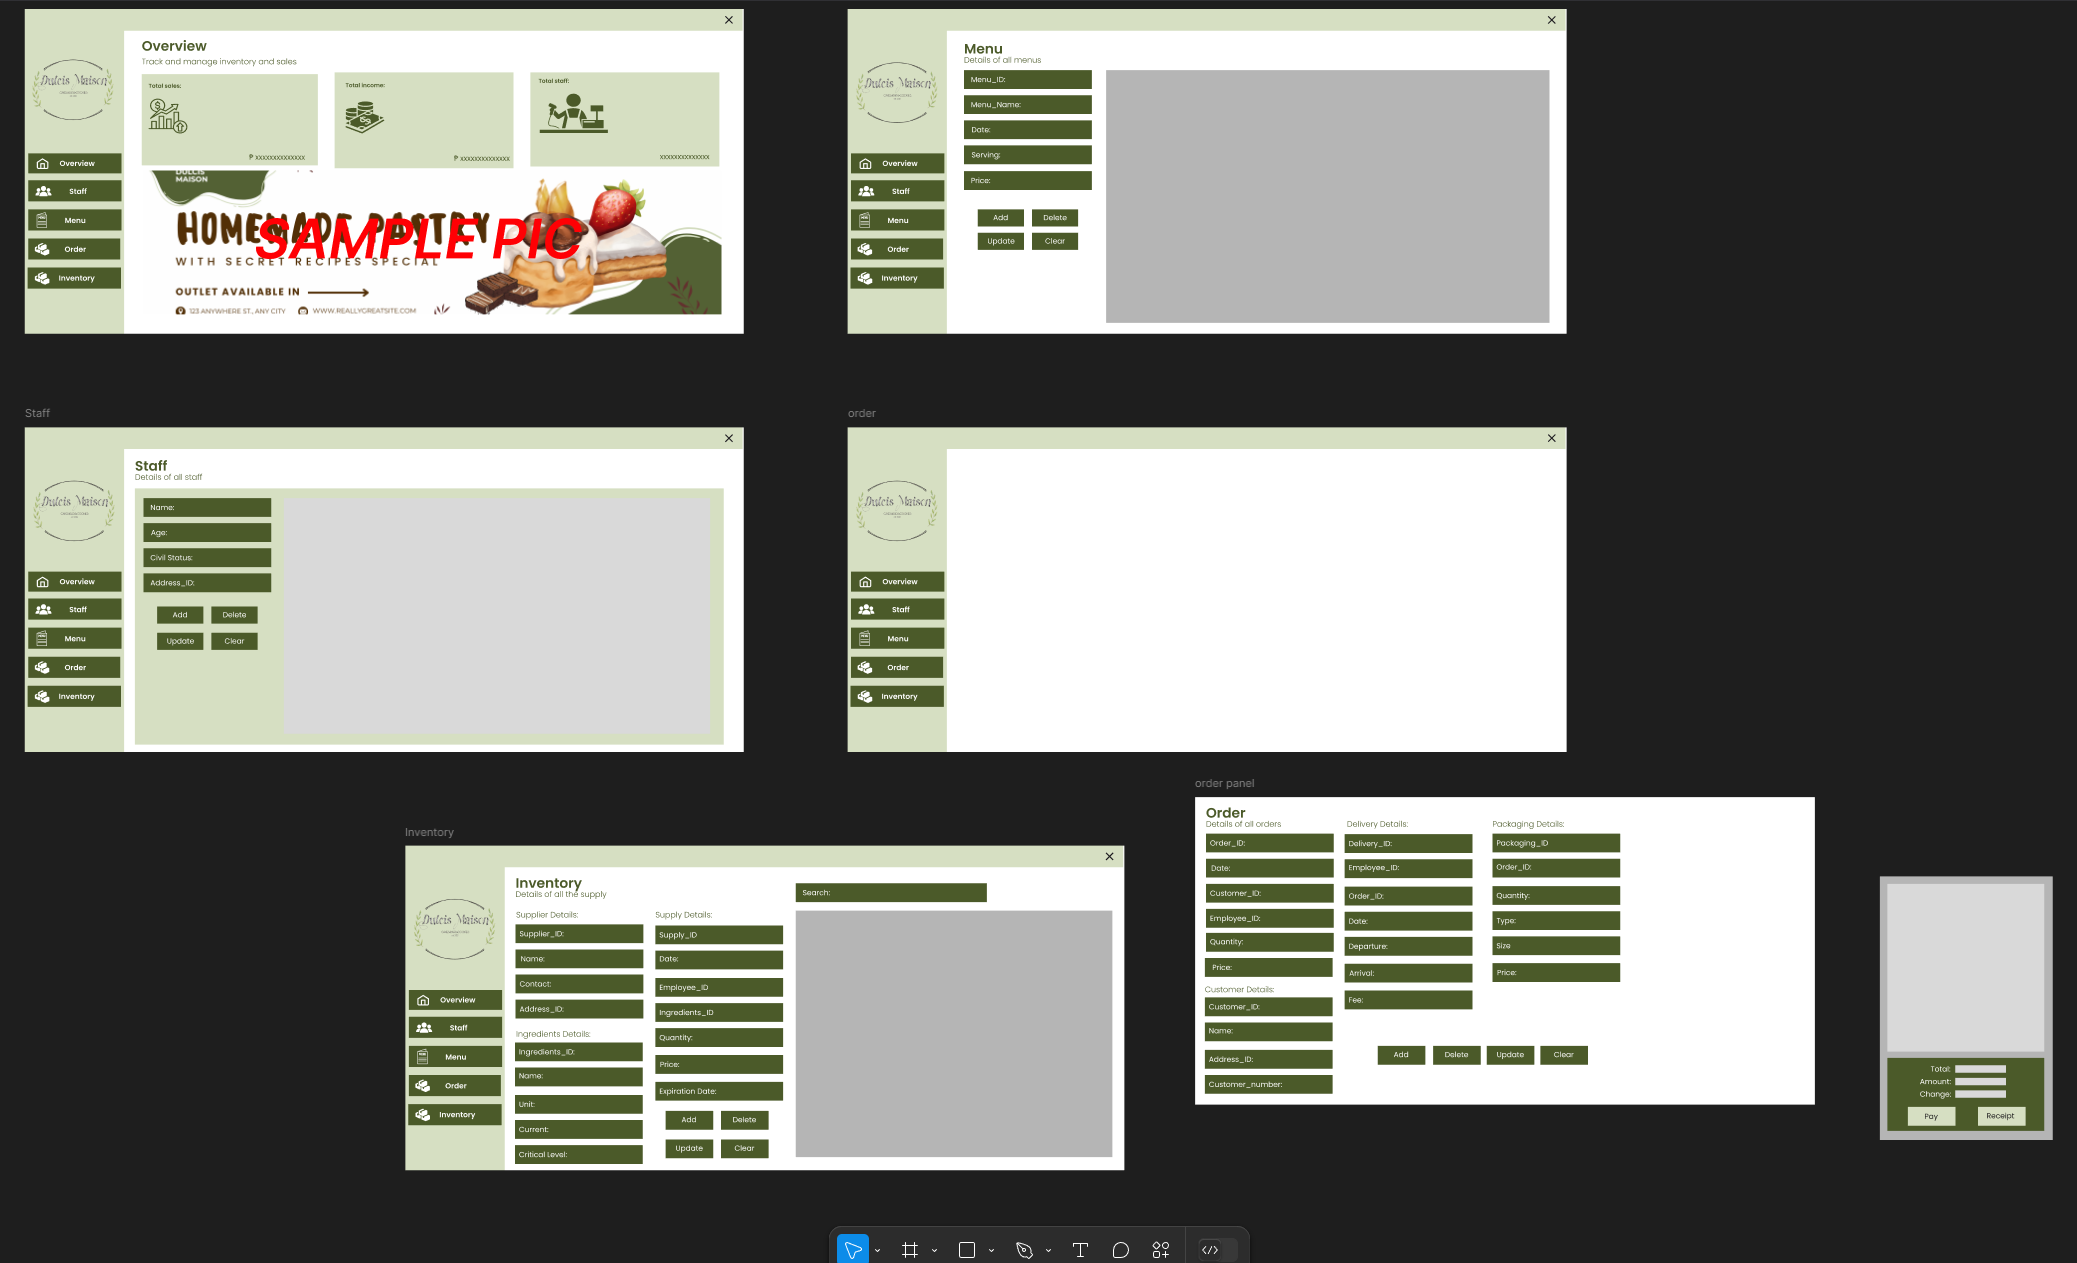 Overview
Track and manage inventory and sales
Dulcis Maison
Total sales:
₱ xxxxxxxxxxxxxx
Total income:
₱ xxxxxxxxxxxxxx
Total staff:
xxxxxxxxxxxxxx
Overview
Staff
Menu
Order
Inventory
DULCIS
MAISON
HOMEMADE PASTRY
SAMPLE PIC
WITH SECRET RECIPES SPECIAL
OUTLET AVAILABLE IN
123 ANYWHERE ST., ANY CITY
WWW.REALLYGREATSITE.COM
Menu
Details of all menus
Dulcis Maison
Menu_ID:
Menu_Name:
Date:
Serving:
Price:
Add
Delete
Update
Clear
Overview
Staff
Menu
Order
Inventory
Staff
Staff
Details of all staff
Dulcis Maison
Name:
Age:
Civil Status:
Address_ID:
Add
Delete
Update
Clear
Overview
Staff
Menu
Order
Inventory
order
Dulcis Maison
Overview
Staff
Menu
Order
Inventory
Inventory
Inventory
Details of all the supply
Search:
Dulcis Maison
Supplier Details:
Supplier_ID:
Name:
Contact:
Address_ID:
Ingredients Details:
Ingredients_ID:
Name:
Unit:
Current:
Critical Level:
Supply Details:
Supply_ID
Date:
Employee_ID
Ingredients_ID
Quantity:
Price:
Expiration Date:
Add
Delete
Update
Clear
Overview
Staff
Menu
Order
Inventory
order panel
Order
Details of all orders
Order_ID:
Date:
Customer_ID:
Employee_ID:
Quantity:
Price:
Customer Details:
Customer_ID:
Name:
Address_ID:
Customer_number:
Delivery Details:
Delivery_ID:
Employee_ID:
Order_ID:
Date:
Departure:
Arrival:
Fee:
Packaging Details:
Packaging_ID
Order_ID:
Quantity:
Type:
Size
Price:
Add
Delete
Update
Clear
Total:
Amount:
Change:
Pay
Receipt